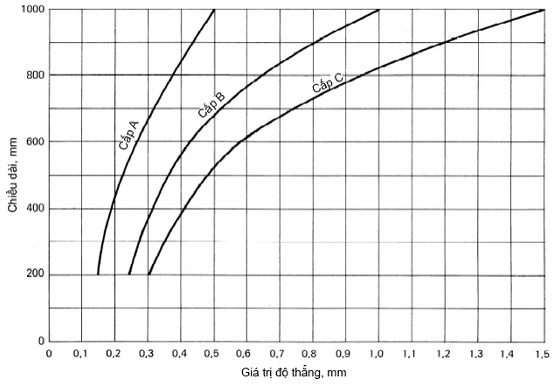 1000
800
600
400
200
0
Chiều dài, mm
Cấp A
Cấp B
Cấp C
0 0,1 0,2 0,3 0,4 0,5 0,6 0,7 0,8 0,9 1,0 1,1 1,2 1,3 1,4 1,5
Giá trị độ thẳng, mm